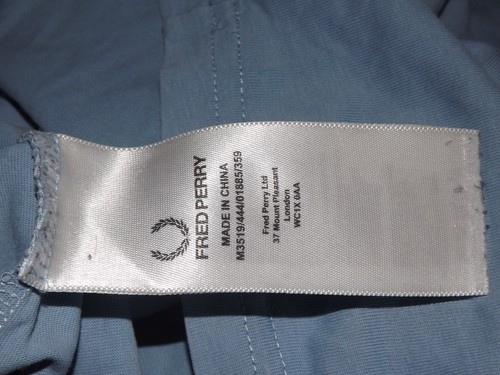 FRED PERRY
MADE IN CHINA
M3519/444/01885/359
Fred Perry Ltd
37 Mount Pleasant
London
WC1X 0AA